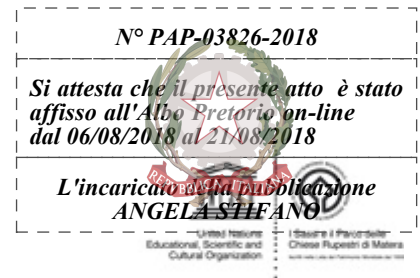 N° PAP-03826-2018
Si attesta che il presente atto è stato
affisso all'Albo Pretorio on-line
dal 06/08/2018 al 21/08/2018
L'incaricato della pubblicazione
ANGELA STIFANO
REPVBBLICA ITALIANA
United Nations
Educational, Scientific and
Cultural Organization
I Sassi e il Parco delle
Chiese Rupestri di Matera